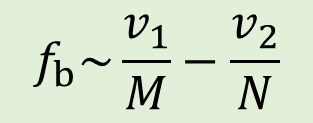 f_b ~ v_1/M − v_2/N